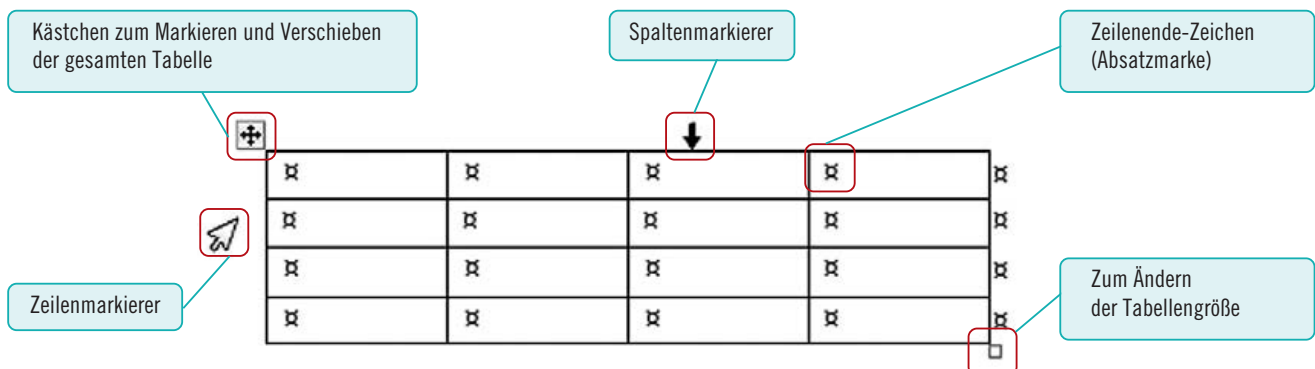 Kästchen zum Markieren und Verschieben
der gesamten Tabelle
Spaltenmarkierer
Zeilenende-Zeichen
(Absatzmarke)
¤ ¤ ¤ ¤ ¤
¤ ¤ ¤ ¤ ¤
¤ ¤ ¤ ¤ ¤
¤ ¤ ¤ ¤ ¤
Zeilenmarkierer
Zum Ändern
der Tabellengröße